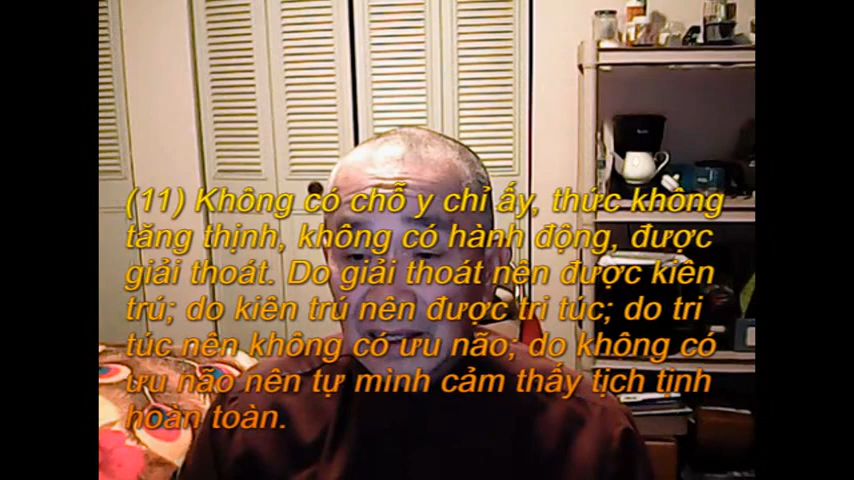 (11) Không có chỗ y chỉ ấy, thức không
tăng thịnh, không có hành động, được
giải thoát. Do giải thoát nên được kiên
trú; do kiên trú nên được tri túc; do tri
túc nên không có ưu não; do không có
ưu não nên tự mình cảm thấy tịch tịnh
hoàn toàn.